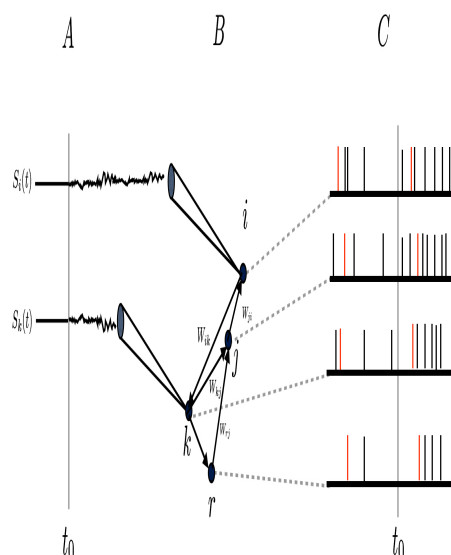 A B C
S_i(t)
i
W_ji
W_ik
j
S_k(t)
W_kj
W_rj
k
r
t_0 t_0